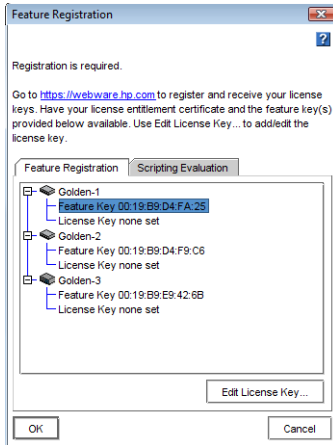 Feature Registration
?
Registration is required.
Go to https://webware.hp.com to register and receive your license
keys. Have your license entitlement certificate and the feature key(s)
provided below available. Use Edit License Key... to add/edit the
license key.
Feature Registration Scripting Evaluation
Golden-1
Feature Key 00:19:B9:D4:FA:25
License Key none set
Golden-2
Feature Key 00:19:B9:D4:F9:C6
License Key none set
Golden-3
Feature Key 00:19:B9:E9:42:6B
License Key none set
Edit License Key...
OK Cancel